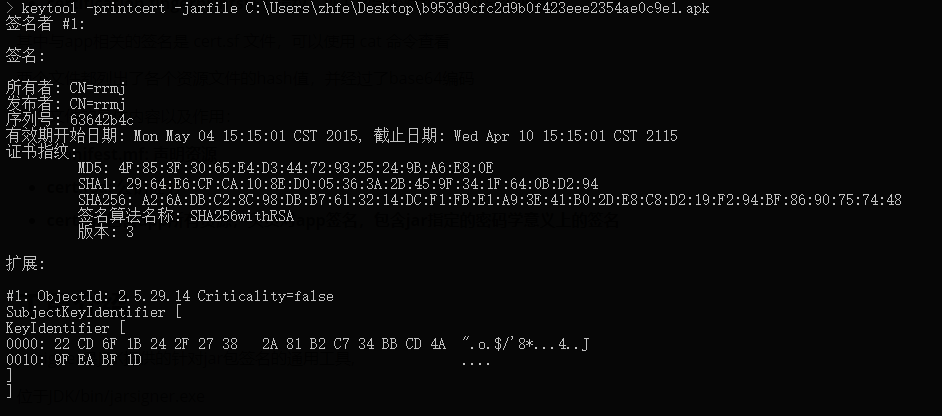 > keytool -printcert -jarfile C:\Users\zhfe\Desktop\b953d9cfc2d9b0f423eee2354ae0c9e1.apk
签名者 #1:
签名:
所有者: CN=rrmj
发布者: CN=rrmj
序列号: 63642b4c
有效期开始日期: Mon May 04 15:15:01 CST 2015, 截止日期: Wed Apr 10 15:15:01 CST 2115
证书指纹:
MD5: 4F:85:3F:30:65:E4:D3:44:72:93:25:24:9B:A6:E8:0E
SHA1: 29:64:E6:CF:CA:10:8E:D0:05:36:3A:2B:45:9F:34:1F:64:0B:D2:94
SHA256: A2:6A:DB:C2:8C:98:DB:B7:61:32:14:DC:F1:FB:E1:A9:3E:41:B0:2D:E8:C8:D2:19:F2:94:BF:86:90:75:74:48
签名算法名称: SHA256withRSA
版本: 3
扩展:
#1: ObjectId: 2.5.29.14 Criticality=false
SubjectKeyIdentifier [
KeyIdentifier [
0000: 22 CD 6F 1B 24 2F 27 38   2A 81 B2 C7 34 BB CD 4A  ".o.$/'8*...4..J
0010: 9F EA BF 1D                                        ....
]
]